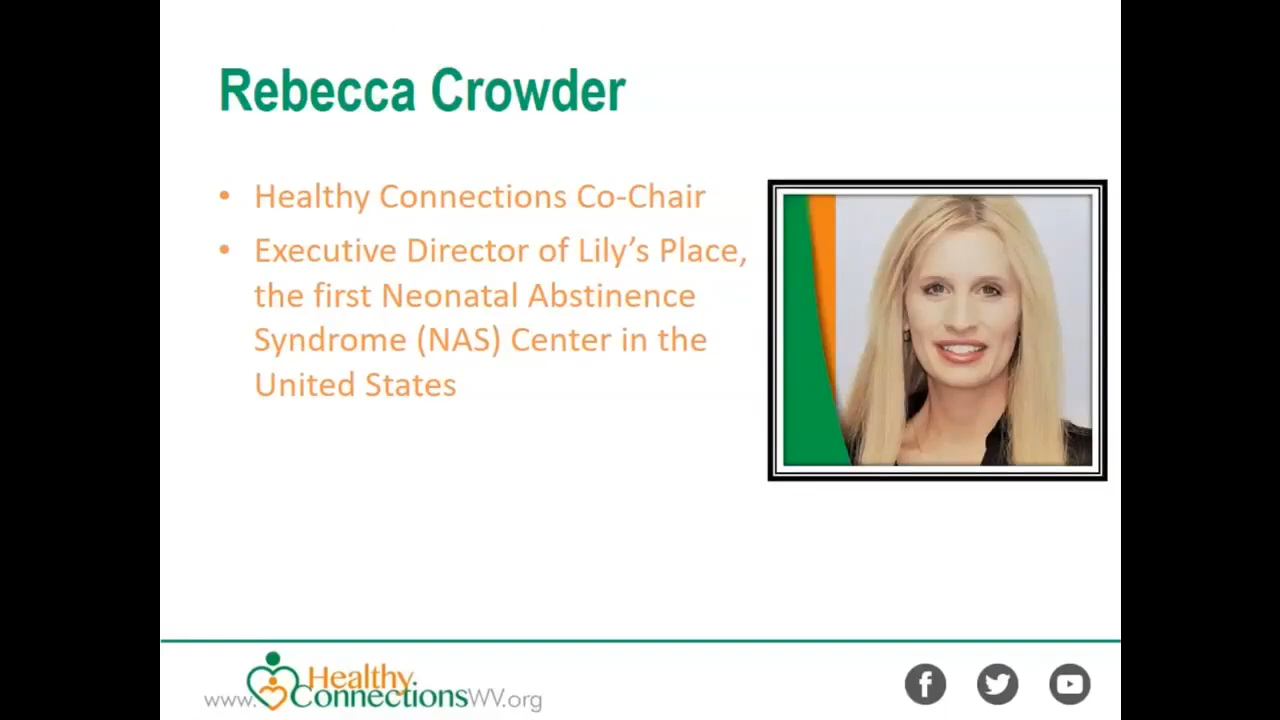 Rebecca Crowder
• Healthy Connections Co-Chair
• Executive Director of Lily’s Place,
the first Neonatal Abstinence
Syndrome (NAS) Center in the
United States
www.Healthy
ConnectionsWV.org